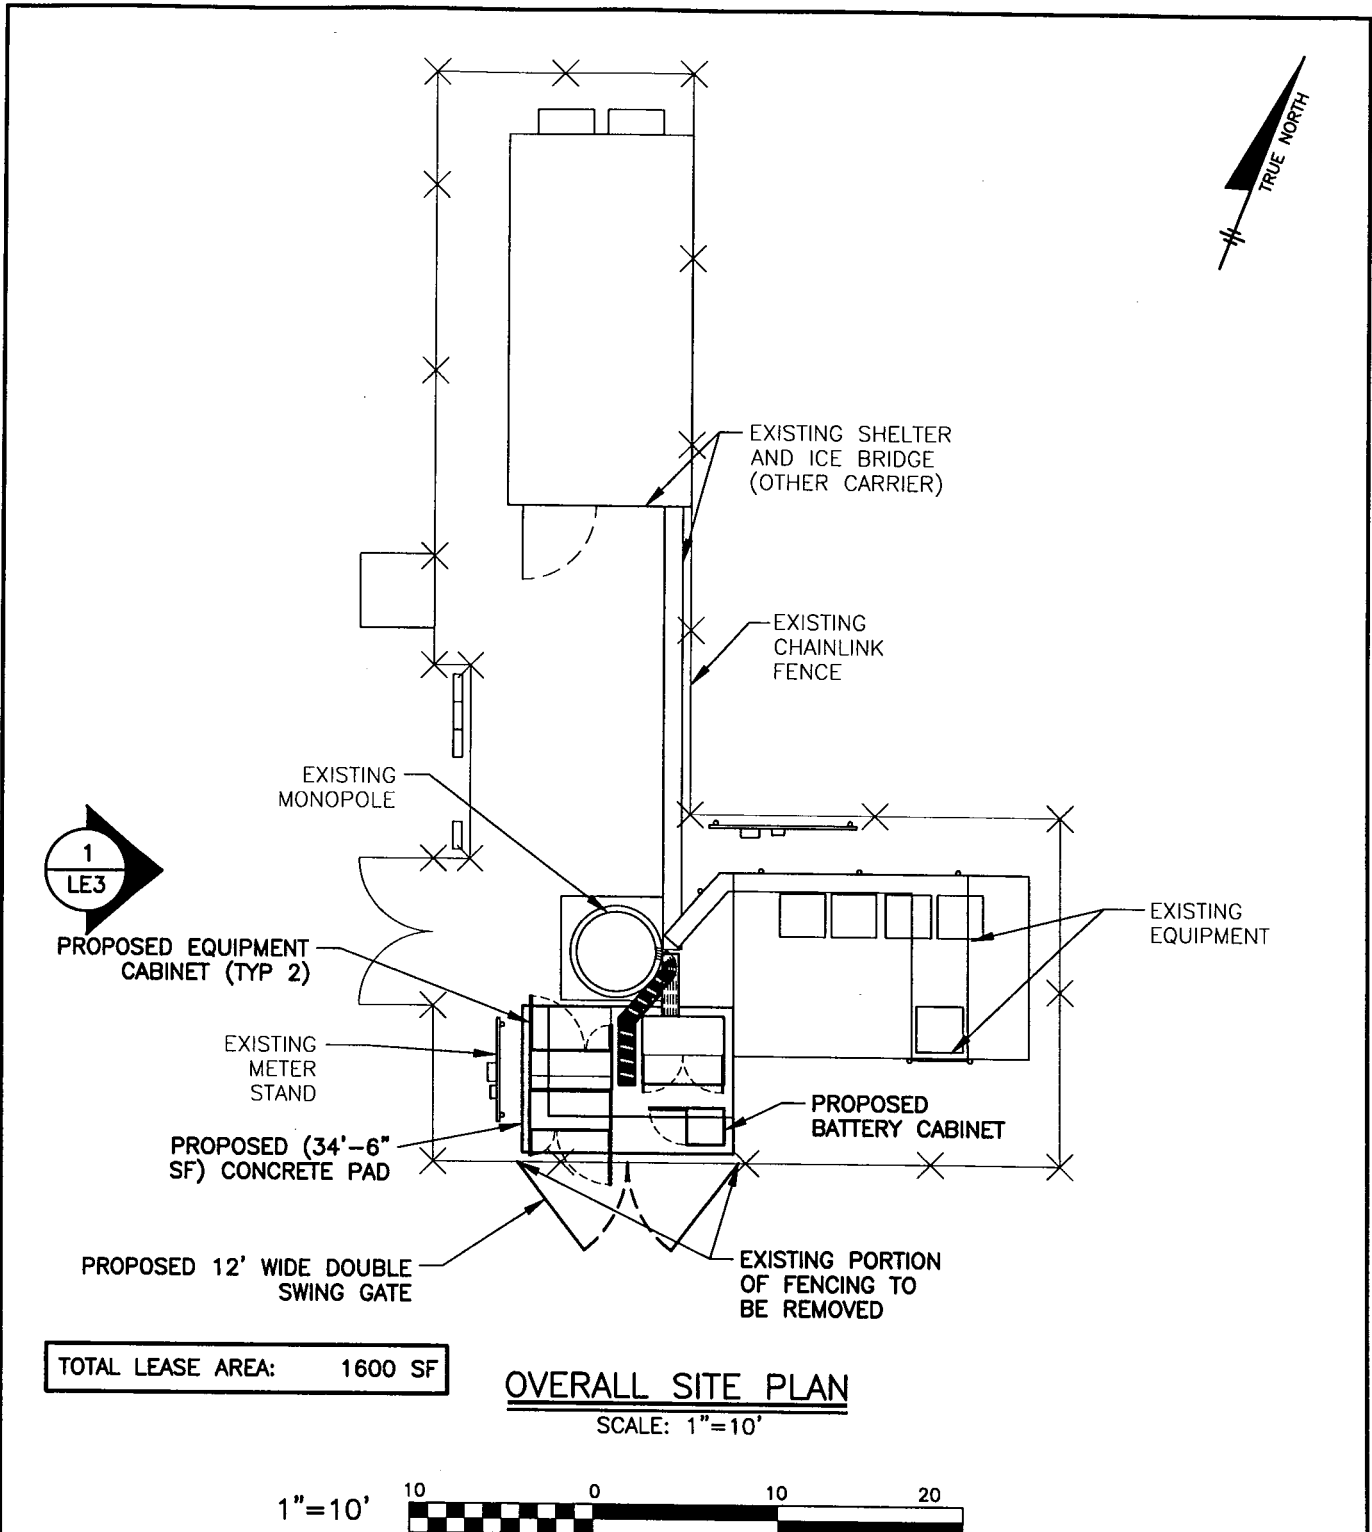 TRUE NORTH
EXISTING SHELTER
AND ICE BRIDGE
(OTHER CARRIER)
EXISTING
CHAINLINK
FENCE
EXISTING
MONOPOLE
1
LE3
EXISTING
EQUIPMENT
PROPOSED EQUIPMENT
CABINET (TYP 2)
EXISTING
METER
STAND
PROPOSED
BATTERY CABINET
PROPOSED (34'-6"
SF) CONCRETE PAD
PROPOSED 12' WIDE DOUBLE
SWING GATE
EXISTING PORTION
OF FENCING TO
BE REMOVED
TOTAL LEASE AREA: 1600 SF
OVERALL SITE PLAN
SCALE: 1"=10'
1"=10'
10 0 10 20